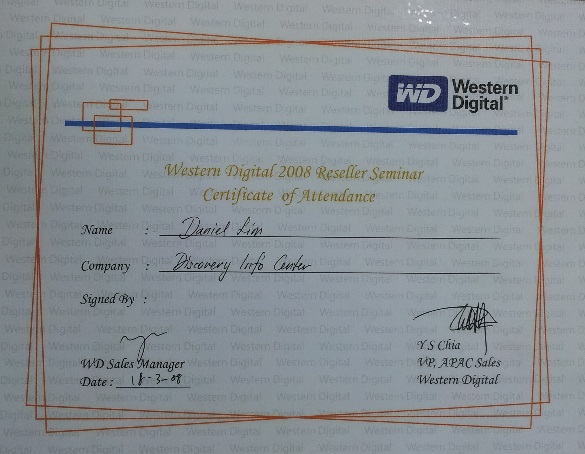 WD Western
Digital
Western Digital 2008 Reseller Seminar
Certificate of Attendance
Name : Daniel Lim
Company : Discovery Info Center
Signed By :
Y.S Chia
WD Sales Manager
VP, APAC Sales
Date : 18-3-08
Western Digital